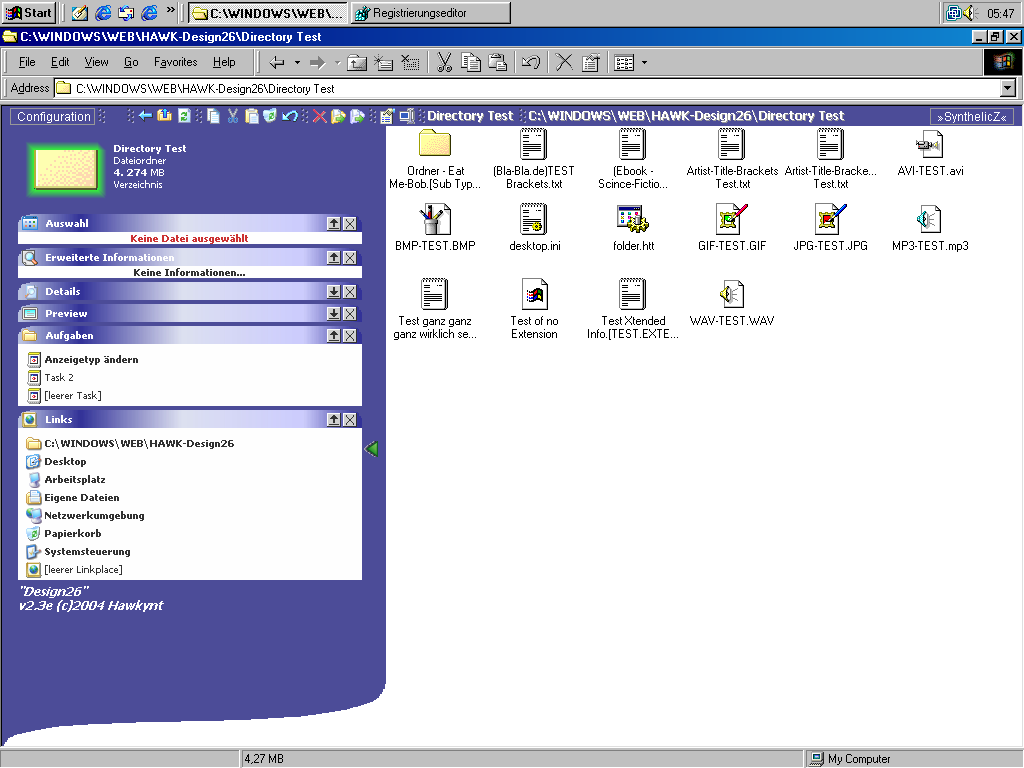 Start
»
C:\WINDOWS\WEB\...
Registrierungseditor
05:47
C:\WINDOWS\WEB\HAWK-Design26\Directory Test
File Edit View Go Favorites Help
Address C:\WINDOWS\WEB\HAWK-Design26\Directory Test
Configuration
Directory Test C:\WINDOWS\WEB\HAWK-Design26\Directory Test
»SyntheticZ«
Directory Test
Dateiordner
4. 274 MB
Verzeichnis
Auswahl
Keine Datei ausgewählt
Erweiterte Informationen
Keine Informationen...
Details
Preview
Aufgaben
Anzeigetyp ändern
Task 2
[leerer Task]
Links
C:\WINDOWS\WEB\HAWK-Design26
Desktop
Arbeitsplatz
Eigene Dateien
Netzwerkumgebung
Papierkorb
Systemsteuerung
[leerer Linkplace]
"Design26"
v2.3e (c)2004 Hawkynt
Ordner - Eat
Me-Bob.[Sub Typ...
(Bla-Bla.de)TEST
Brackets.txt
(Ebook -
Scince-Fictio...
Artist-Title-Brackets
Test.txt
Artist-Title-Bracke...
Test.txt
AVI-TEST.avi
BMP-TEST.BMP
desktop.ini
folder.htt
GIF-TEST.GIF
JPG-TEST.JPG
MP3-TEST.mp3
Test ganz ganz
ganz wirklich se...
Test of no
Extension
Test Xtended
Info.[TEST.EXTE...
WAV-TEST.WAV
4,27 MB
My Computer